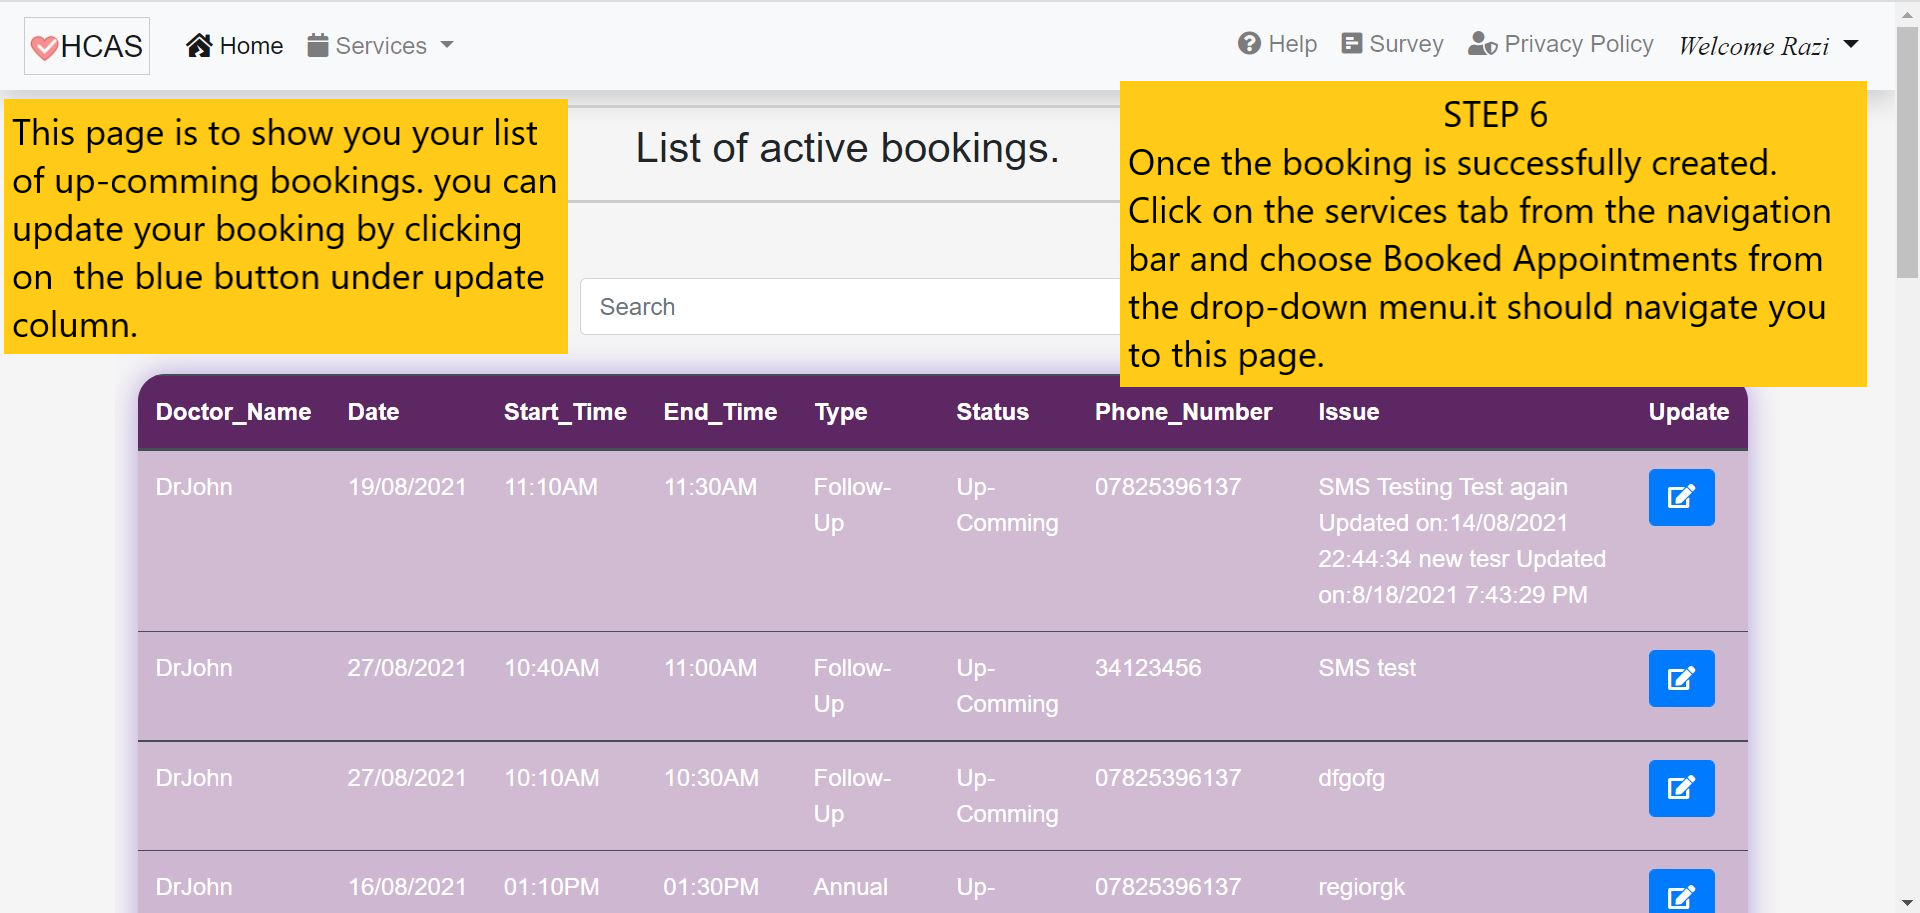 HCAS Home Services Help Survey Privacy Policy Welcome Razi
This page is to show you your list
of up-comming bookings. you can
update your booking by clicking
on  the blue button under update
column.
List of active bookings.
Search
STEP 6
Once the booking is successfully created.
Click on the services tab from the navigation
bar and choose Booked Appointments from
the drop-down menu.it should navigate you
to this page.
Doctor_Name Date Start_Time End_Time Type Status Phone_Number Issue Update
DrJohn 19/08/2021 11:10AM 11:30AM Follow- Up- 07825396137 SMS Testing Test again
Up Comming Updated on:14/08/2021
22:44:34 new tesr Updated
on:8/18/2021 7:43:29 PM
DrJohn 27/08/2021 10:40AM 11:00AM Follow- Up- 34123456 SMS test
Up Comming
DrJohn 27/08/2021 10:10AM 10:30AM Follow- Up- 07825396137 dfgofg
Up Comming
DrJohn 16/08/2021 01:10PM 01:30PM Annual Up- 07825396137 regiorgk